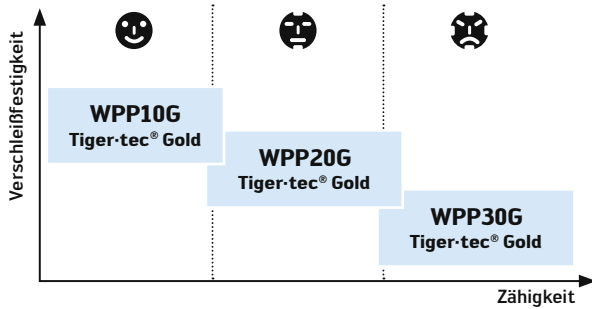 Verschleißfestigkeit
WPP10G
Tiger·tec® Gold
WPP20G
Tiger·tec® Gold
WPP30G
Tiger·tec® Gold
Zähigkeit